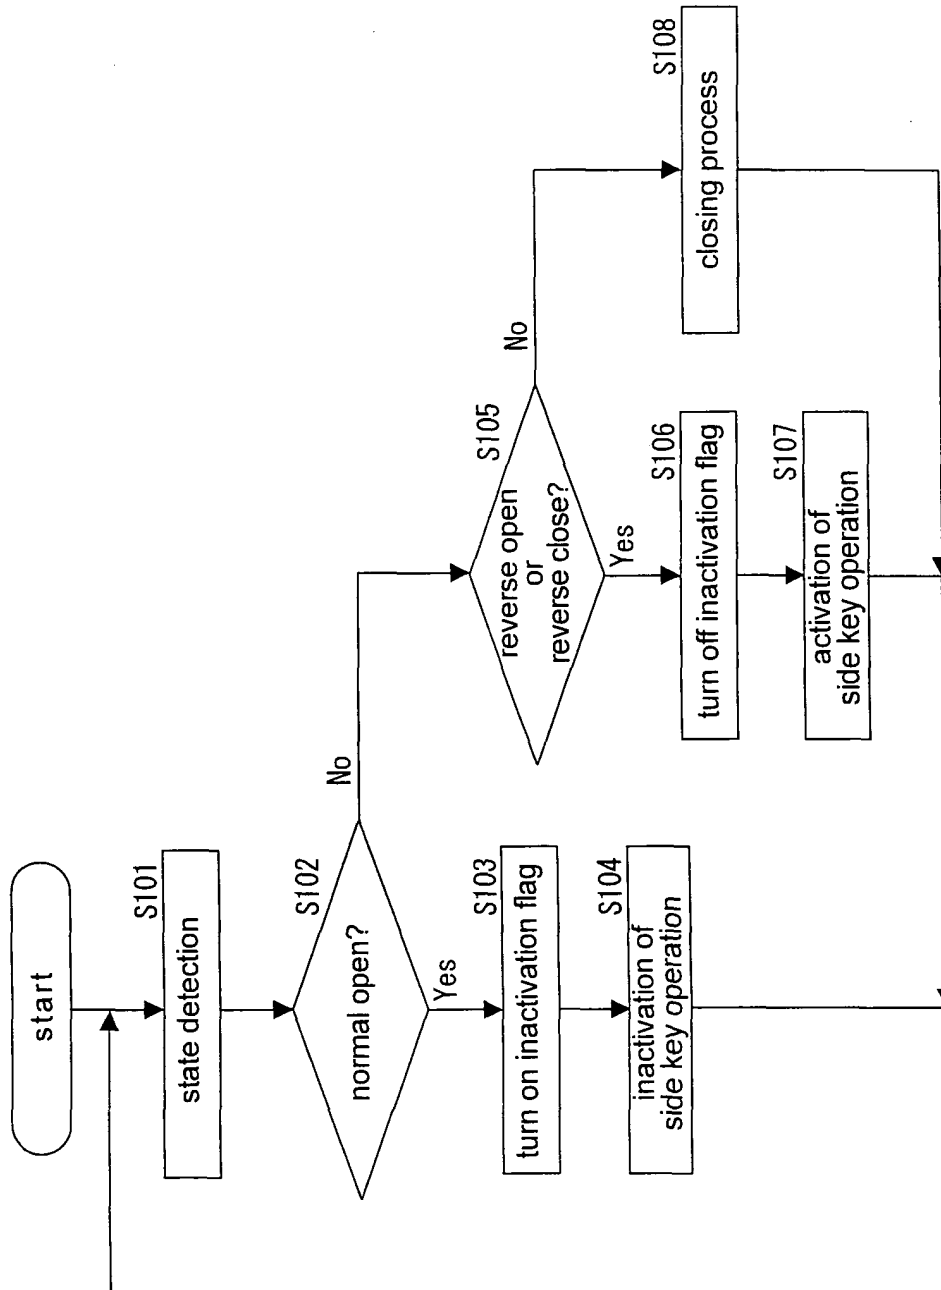 start
S101
state detection
S102
normal open?
No
Yes
S103
turn on inactivation flag
S104
inactivation of
side key operation
S105
reverse open
or
reverse close?
No
Yes
S106
turn off inactivation flag
S107
activation of
side key operation
S108
closing process